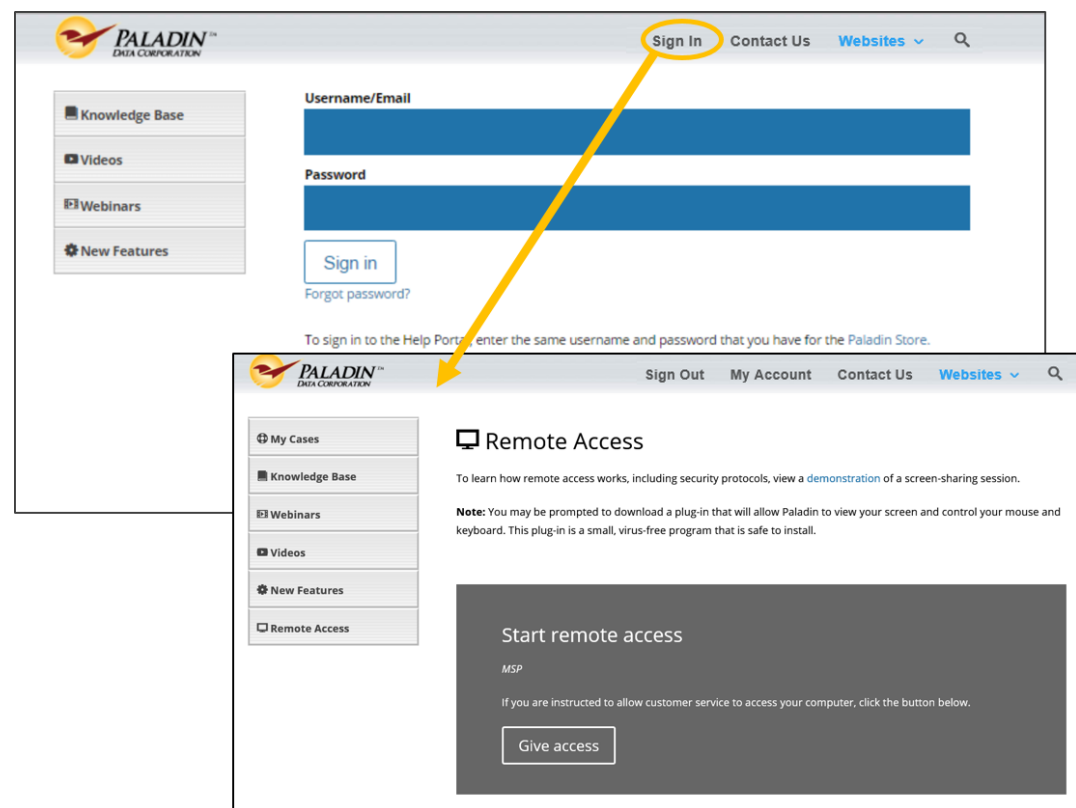 PALADIN™
DATA CORPORATION
Sign In
Contact Us
Websites
Knowledge Base
Videos
Webinars
New Features
Username/Email
Password
Sign in
Forgot password?
To sign in to the Help Portal, enter the same username and password that you have for the Paladin Store.
PALADIN™
DATA CORPORATION
Sign Out
My Account
Contact Us
Websites
My Cases
Knowledge Base
Webinars
Videos
New Features
Remote Access
Remote Access
To learn how remote access works, including security protocols, view a demonstration of a screen-sharing session.
Note: You may be prompted to download a plug-in that will allow Paladin to view your screen and control your mouse and
keyboard. This plug-in is a small, virus-free program that is safe to install.
Start remote access
MSP
If you are instructed to allow customer service to access your computer, click the button below.
Give access